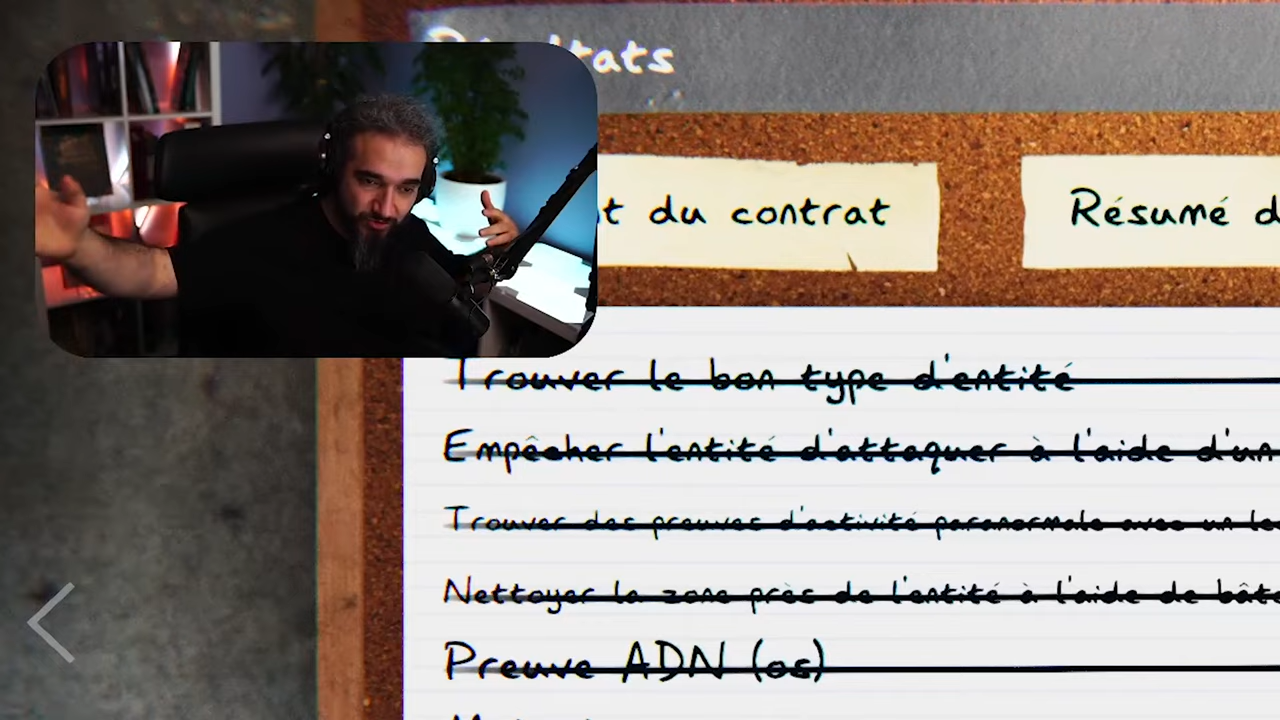 Résultats
t du contrat
Résumé d
Trouver le bon type d'entité
Empêcher l'entité d'attaquer à l'aide d'un
Trouver des preuves d'activité paranormale avec un
Nettoyer la zone près de l'entité à l'aide de
Preuve ADN (os)